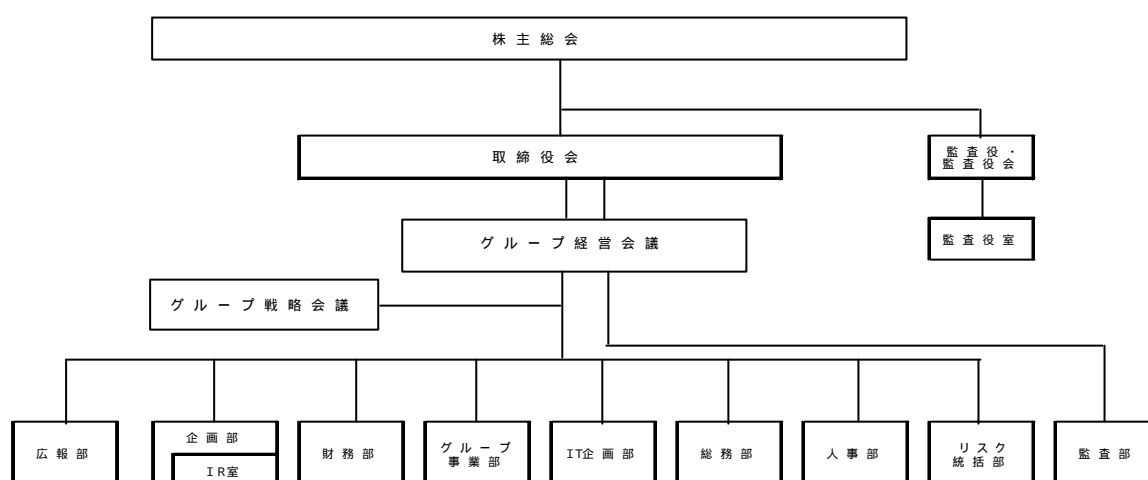 株主総会
取締役会
監査役・
監査役会
グループ経営会議
監査役室
グループ戦略会議
広報部
企画部
IR室
財務部
グループ
事業部
IT企画部
総務部
人事部
リスク
統括部
監査部